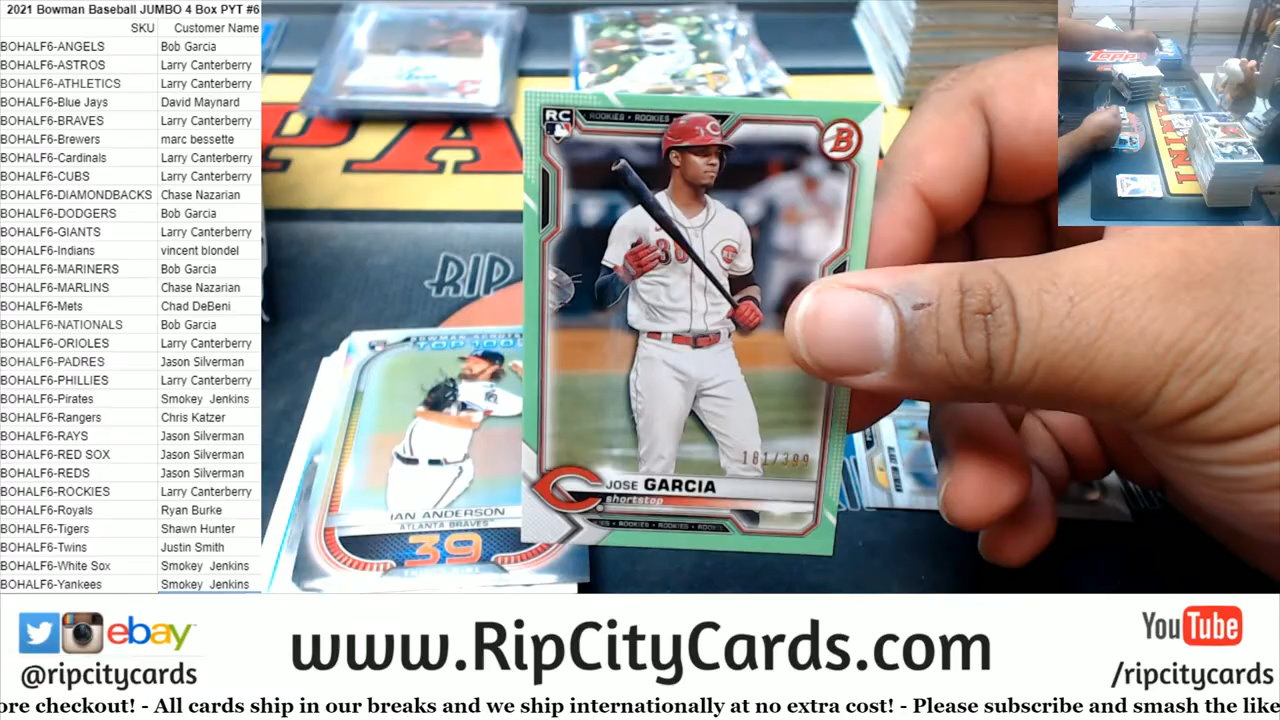 2021 Bowman Baseball JUMBO 4 Box PYT #6
SKU Customer Name
BOHALF6-ANGELS Bob Garcia
BOHALF6-ASTROS Larry Canterberry
BOHALF6-ATHLETICS Larry Canterberry
BOHALF6-Blue Jays David Maynard
BOHALF6-BRAVES Larry Canterberry
BOHALF6-Brewers marc bessette
BOHALF6-Cardinals Larry Canterberry
BOHALF6-CUBS Larry Canterberry
BOHALF6-DIAMONDBACKS Chase Nazarian
BOHALF6-DODGERS Bob Garcia
BOHALF6-GIANTS Larry Canterberry
BOHALF6-Indians vincent blondel
BOHALF6-MARINERS Bob Garcia
BOHALF6-MARLINS Chase Nazarian
BOHALF6-Mets Chad DeBeni
BOHALF6-NATIONALS Bob Garcia
BOHALF6-ORIOLES Larry Canterberry
BOHALF6-PADRES Jason Silverman
BOHALF6-PHILLIES Larry Canterberry
BOHALF6-Pirates Smokey Jenkins
BOHALF6-Rangers Chris Katzer
BOHALF6-RAYS Jason Silverman
BOHALF6-RED SOX Jason Silverman
BOHALF6-REDS Jason Silverman
BOHALF6-ROCKIES Larry Canterberry
BOHALF6-Royals Ryan Burke
BOHALF6-Tigers Shawn Hunter
BOHALF6-Twins Justin Smith
BOHALF6-White Sox Smokey Jenkins
BOHALF6-Yankees Smokey Jenkins
PA
RIP
RC
ROOKIES • ROOKIES
B
REDS
38
181/399
JOSE GARCIA
shortstop
ROOKIES • ROOKIES
TOP 100
IAN ANDERSON
ATLANTA BRAVES
39
Topps
PANINI
ebay
@ripcitycards
www.RipCityCards.com
YouTube
/ripcitycards
ore checkout! - All cards ship in our breaks and we ship internationally at no extra cost! - Please subscribe and smash the like